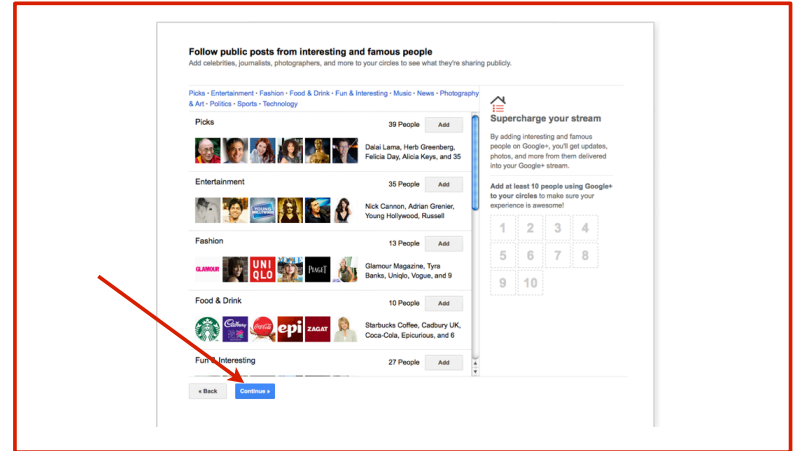 Follow public posts from interesting and famous people
Add celebrities, journalists, photographers, and more to your circles to see what they're sharing publicly.
Picks · Entertainment · Fashion · Food & Drink · Fun & Interesting · Music · News · Photography
& Art · Politics · Sports · Technology
Picks
39 People
Add
Dalai Lama, Herb Greenberg,
Felicia Day, Alicia Keys, and 35
Entertainment
35 People
Add
YOUNG
HOLLYWOOD
Nick Cannon, Adrian Grenier,
Young Hollywood, Russell
Fashion
13 People
Add
GLAMOUR
UNI
QLO
PIAGET
Glamour Magazine, Tyra
Banks, Uniqlo, Vogue, and 9
Food & Drink
10 People
Add
Cadbury
Coca-Cola
epi
ZAGAT
Starbucks Coffee, Cadbury UK,
Coca-Cola, Epicurious, and 6
Fun & Interesting
27 People
Add
« Back
Continue »
Supercharge your stream
By adding interesting and famous
people on Google+, you'll get updates,
photos, and more from them delivered
into your Google+ stream.
Add at least 10 people using Google+
to your circles to make sure your
experience is awesome!
1 2 3 4
5 6 7 8
9 10